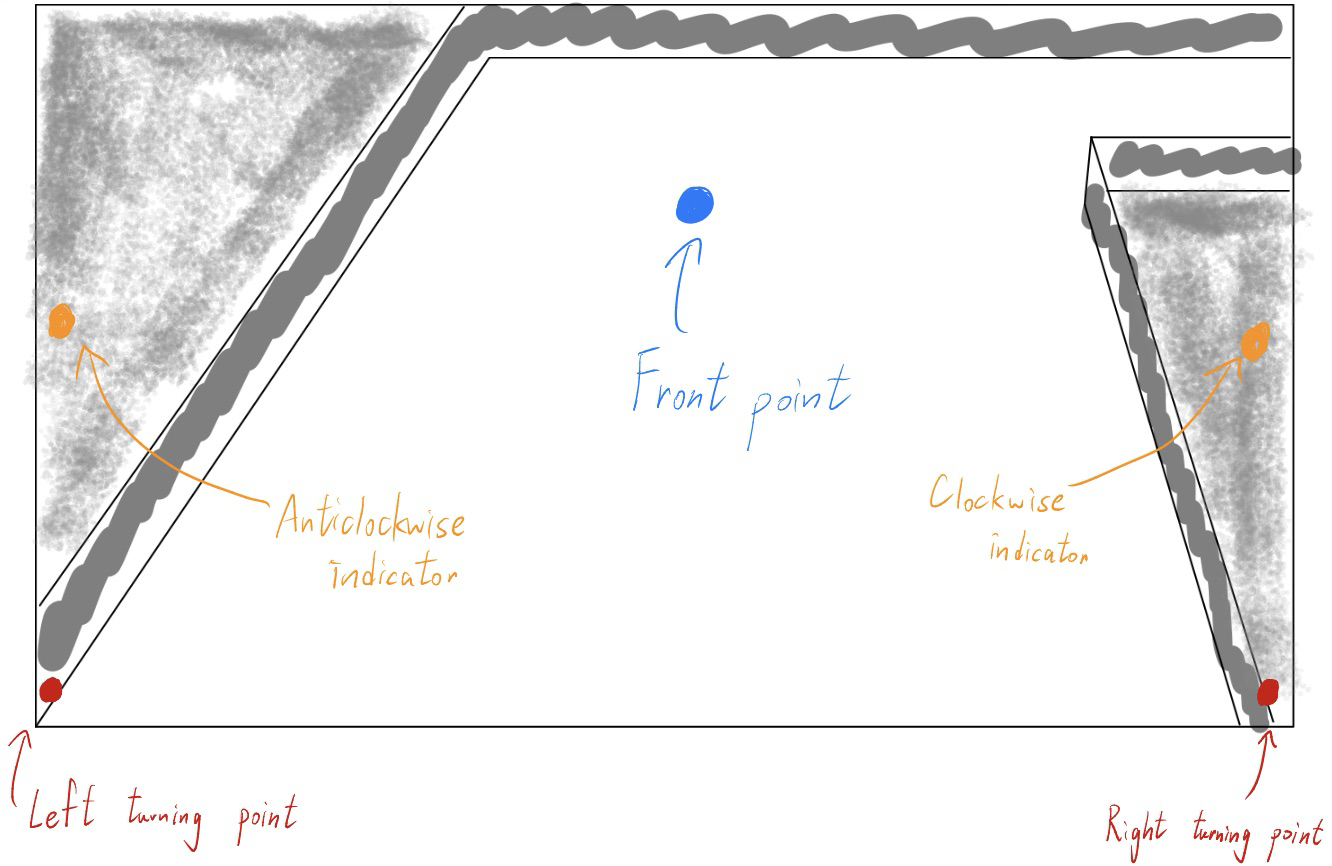 Front point
Anticlockwise
indicator
Clockwise
indicator
Left turning point
Right turning point